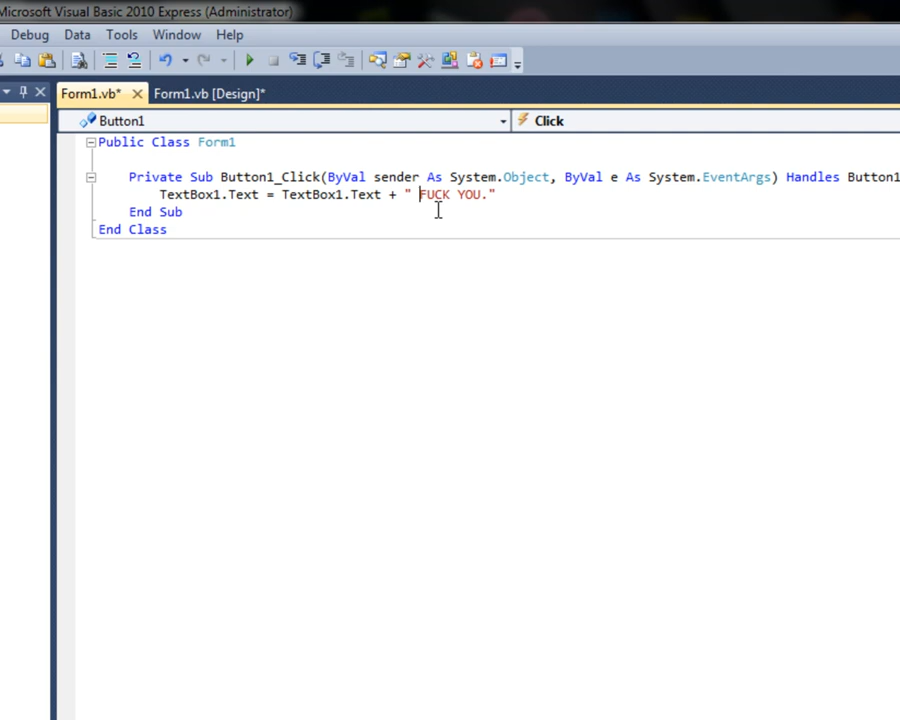 Microsoft Visual Basic 2010 Express (Administrator)
Debug Data Tools Window Help
Form1.vb* Form1.vb [Design]*
Button1 Click
Public Class Form1
Private Sub Button1_Click(ByVal sender As System.Object, ByVal e As System.EventArgs) Handles Button1
TextBox1.Text = TextBox1.Text + " FUCK YOU."
End Sub
End Class